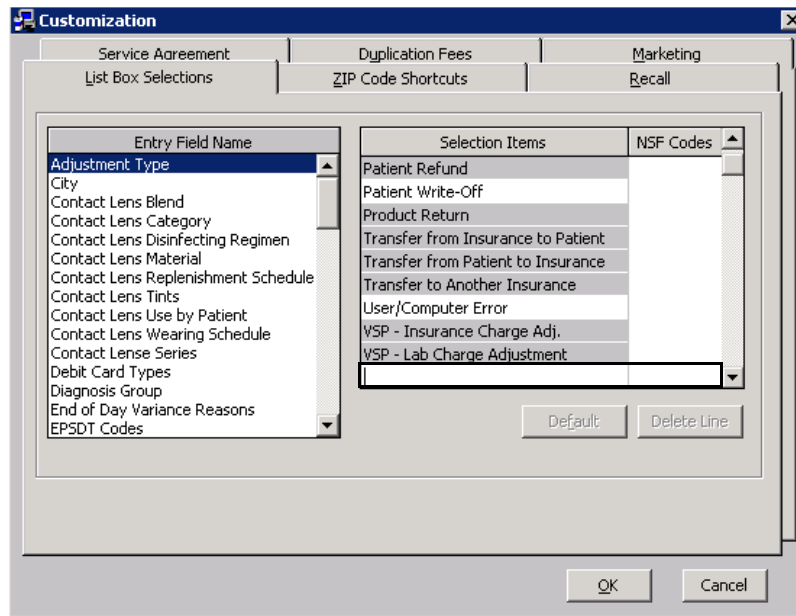 Customization
Service Agreement
Duplication Fees
Marketing
List Box Selections
ZIP Code Shortcuts
Recall
Entry Field Name
Adjustment Type
City
Contact Lens Blend
Contact Lens Category
Contact Lens Disinfecting Regimen
Contact Lens Material
Contact Lens Replenishment Schedule
Contact Lens Tints
Contact Lens Use by Patient
Contact Lens Wearing Schedule
Contact Lense Series
Debit Card Types
Diagnosis Group
End of Day Variance Reasons
EPSDT Codes
Selection Items
NSF Codes
Patient Refund
Patient Write-Off
Product Return
Transfer from Insurance to Patient
Transfer from Patient to Insurance
Transfer to Another Insurance
User/Computer Error
VSP - Insurance Charge Adj.
VSP - Lab Charge Adjustment
Default
Delete Line
OK
Cancel